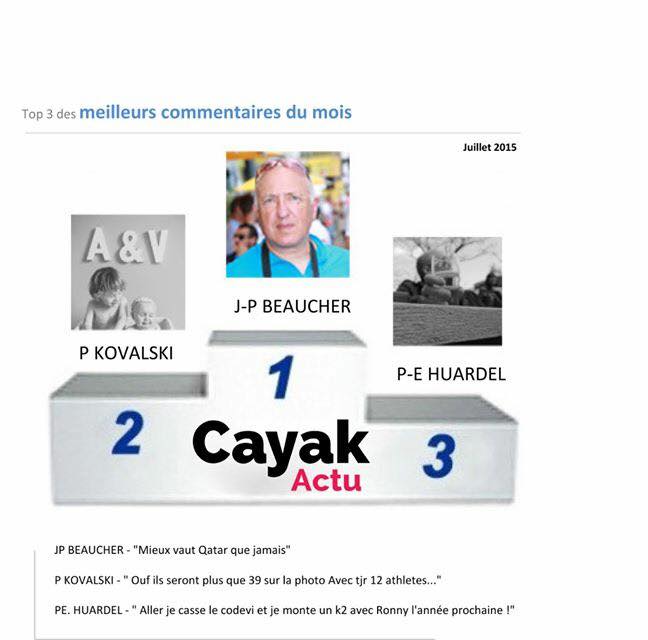 Top 3 des meilleurs commentaires du mois
Juillet 2015
A & V
J-P BEAUCHER
P KOVALSKI
P-E HUARDEL
1
2
3
Cayak
Actu
JP BEAUCHER - "Mieux vaut Qatar que jamais"
P KOVALSKI - " Ouf ils seront plus que 39 sur la photo Avec tjr 12 athletes..."
PE. HUARDEL - " Aller je casse le codevi et je monte un k2 avec Ronny l'année prochaine !"